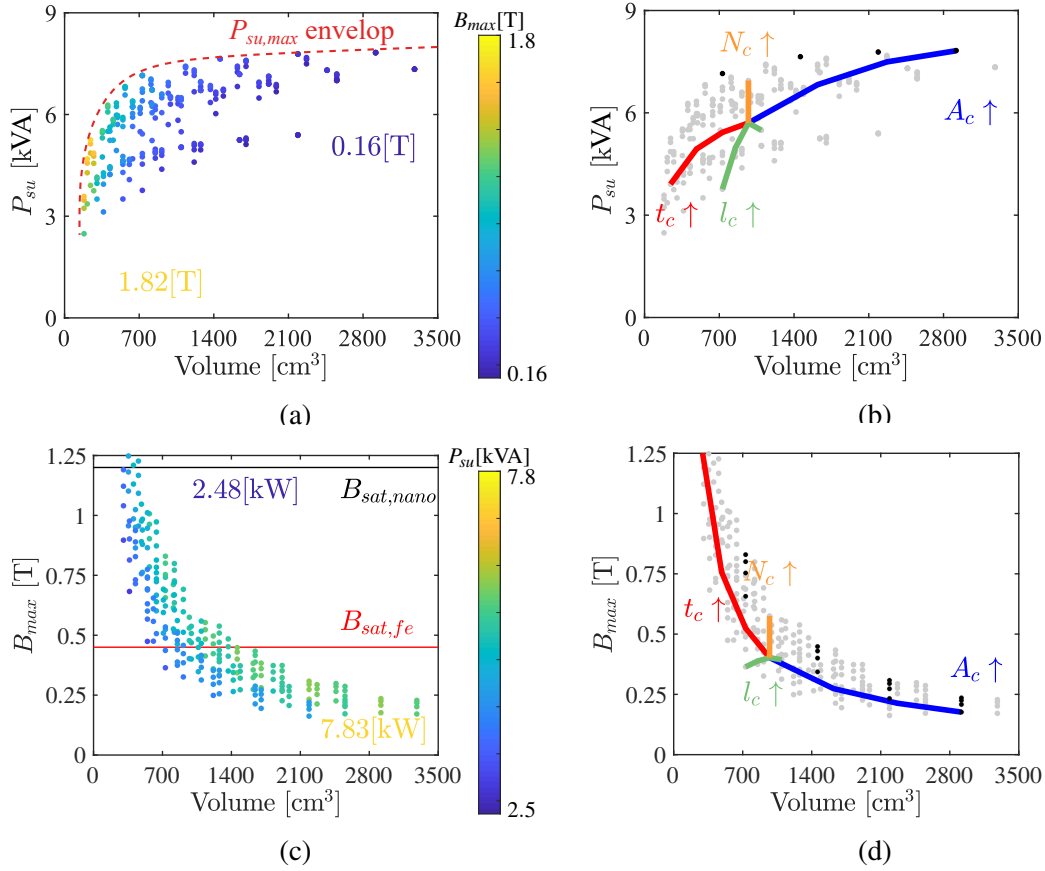 B_max[T]
P_su,max envelop
9
6
3
0
P_su [kVA]
0.16[T]
1.82[T]
0 700 1400 2100 2800 3500
Volume [cm³]
1.8
0.16
(a)
9
6
3
0
P_su [kVA]
N_c ↑
A_c ↑
t_c ↑
l_c ↑
0 700 1400 2100 2800 3500
Volume [cm³]
(b)
P_su[kVA]
1.25
1
0.75
0.5
0.25
0
B_max [T]
2.48[kW]
B_sat,nano
B_sat,fe
7.83[kW]
0 700 1400 2100 2800 3500
Volume [cm³]
7.8
2.5
(c)
1.25
1
0.75
0.5
0.25
0
B_max [T]
N_c ↑
t_c ↑
l_c ↑
A_c ↑
0 700 1400 2100 2800 3500
Volume [cm³]
(d)